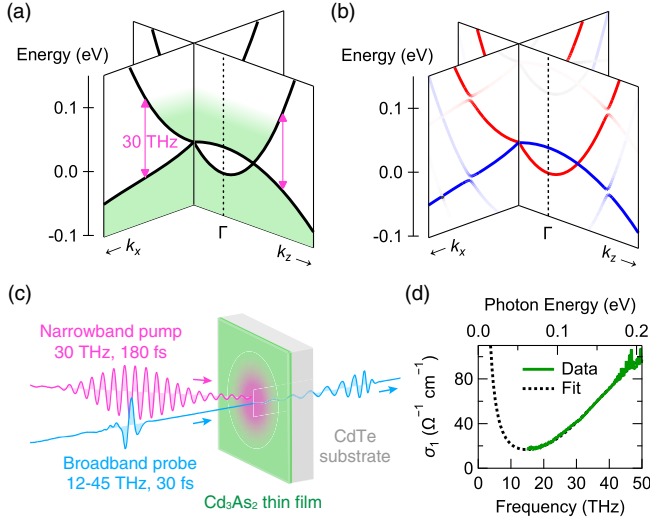 (a)
Energy (eV)
0.1
0.0
-0.1
30 THz
← kₓ
Γ
k_z →
(b)
Energy (eV)
0.1
0.0
-0.1
← kₓ
Γ
k_z →
(c)
Narrowband pump
30 THz, 180 fs
Broadband probe
12-45 THz, 30 fs
CdTe
substrate
Cd₃As₂ thin film
(d)
Photon Energy (eV)
0.0 0.1 0.2
Data
Fit
σ₁ (Ω⁻¹ cm⁻¹)
80
40
0
0 10 20 30 40 50
Frequency (THz)